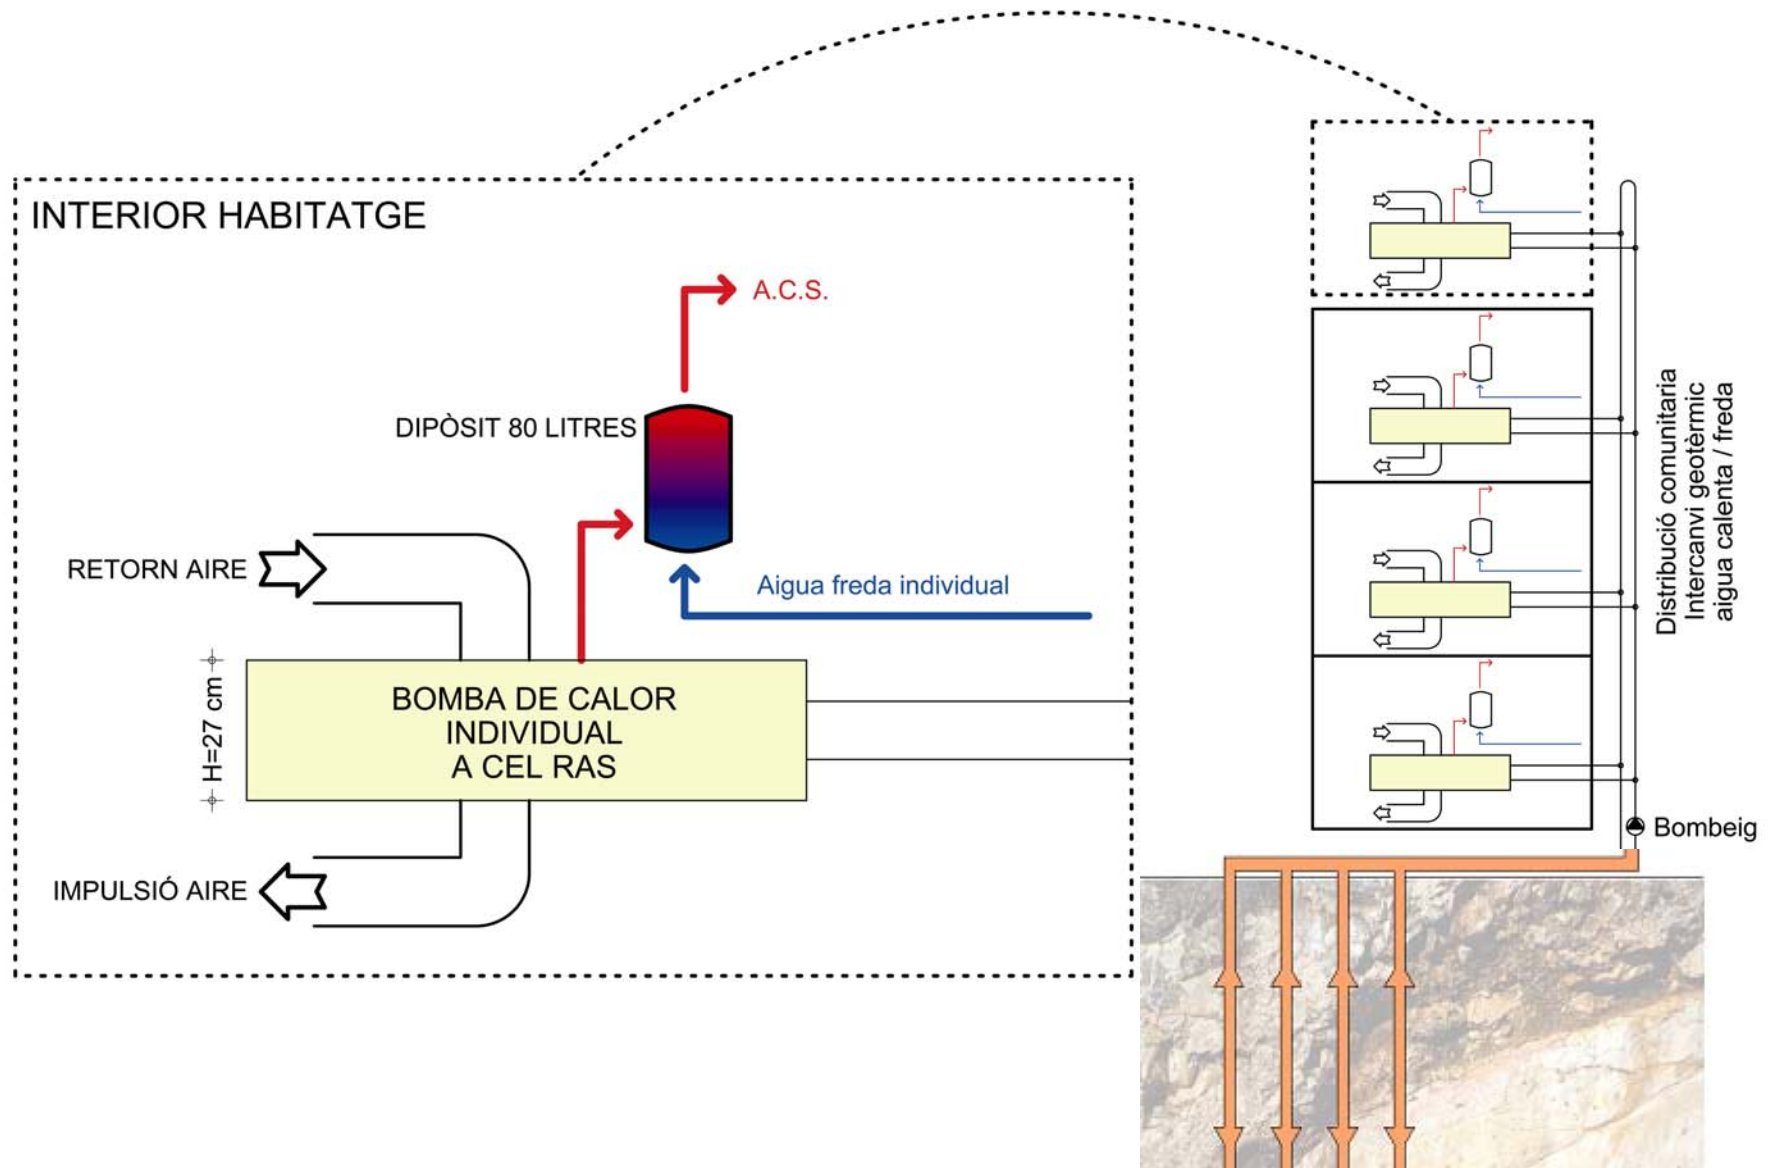 INTERIOR HABITATGE
A.C.S.
DIPÒSIT 80 LITRES
RETORN AIRE
Aigua freda individual
H=27 cm
BOMBA DE CALOR
INDIVIDUAL
A CEL RAS
IMPULSIÓ AIRE
Distribució comunitaria
Intercanvi geotèrmic
aigua calenta / freda
Bombeig